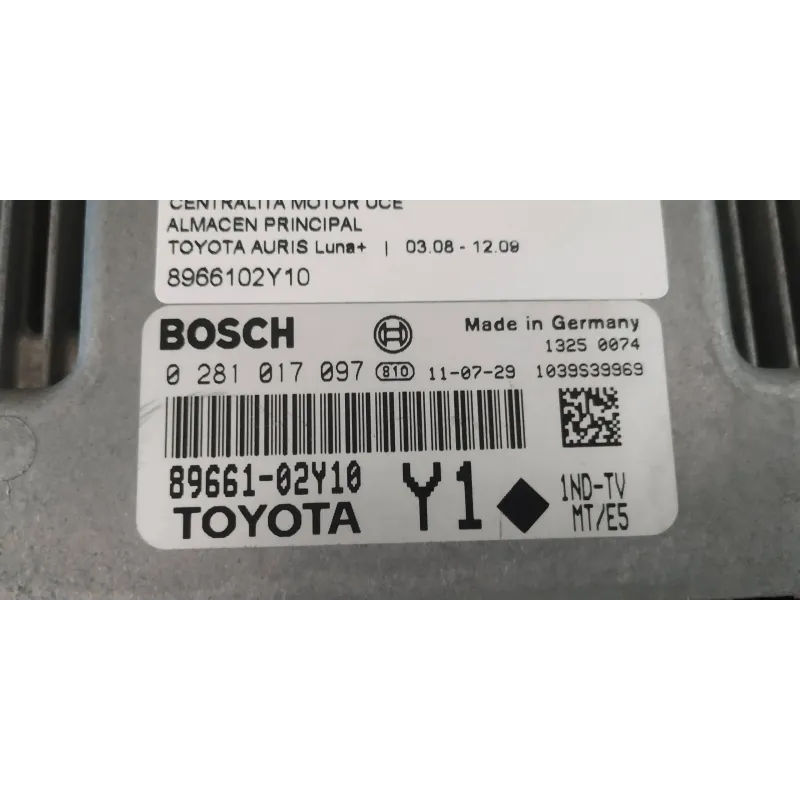 CENTRALITA MOTOR UCE
ALMACEN PRINCIPAL
TOYOTA AURIS Luna+ | 03.08 - 12.09
8966102Y10
BOSCH Made in Germany
1325 0074
0 281 017 097 810 11-07-29 1039S39969
89661-02Y10 Y1 1ND-TV
TOYOTA MT/E5